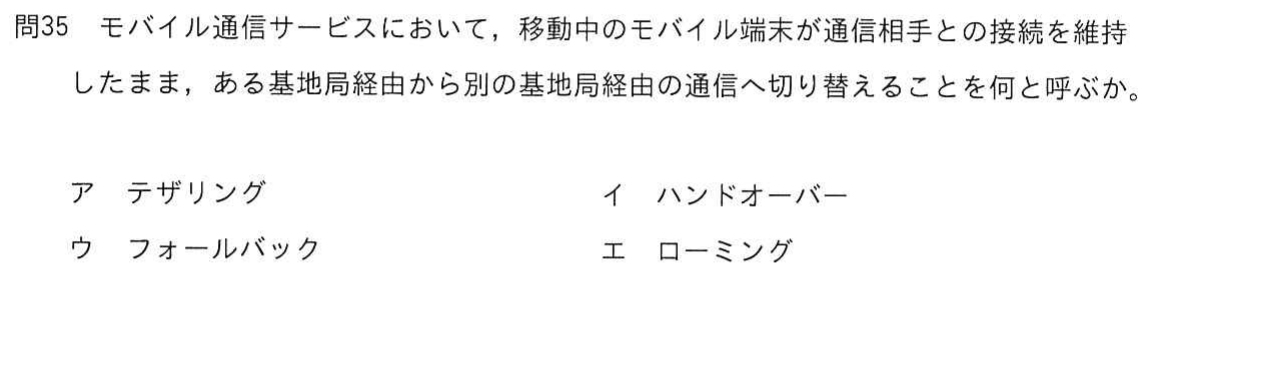 問35　モバイル通信サービスにおいて，移動中のモバイル端末が通信相手との接続を維持
したまま，ある基地局経由から別の基地局経由の通信へ切り替えることを何と呼ぶか。
ア　テザリング　イ　ハンドオーバー
ウ　フォールバック　エ　ローミング